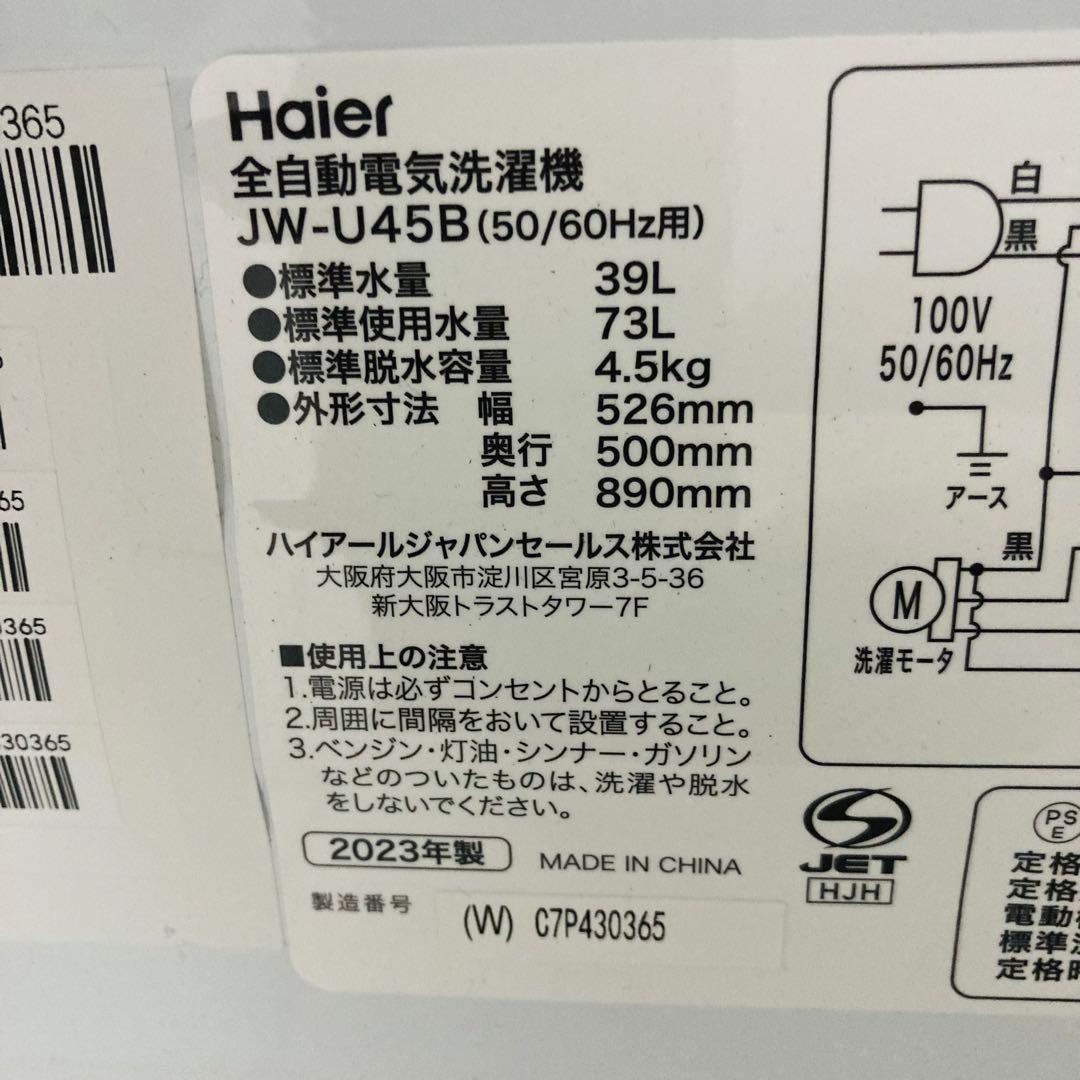 0365
65
0365
430365
Haier
全自動電気洗濯機
JW-U45B(50/60Hz用)
●標準水量 39L
●標準使用水量 73L
●標準脱水容量 4.5kg
●外形寸法 幅 526mm
奥行 500mm
高さ 890mm
ハイアールジャパンセールス株式会社
大阪府大阪市淀川区宮原3-5-36
新大阪トラストタワー7F
■使用上の注意
1.電源は必ずコンセントからとること。
2.周囲に間隔をおいて設置すること。
3.ベンジン・灯油・シンナー・ガソリン
などのついたものは、洗濯や脱水
をしないでください。
2023年製 MADE IN CHINA
製造番号 (W) C7P430365
白
黒
100V
50/60Hz
アース
黒
M
洗濯モータ
JET
HJH
PS
E
定格
定格
電動
標準
定格時